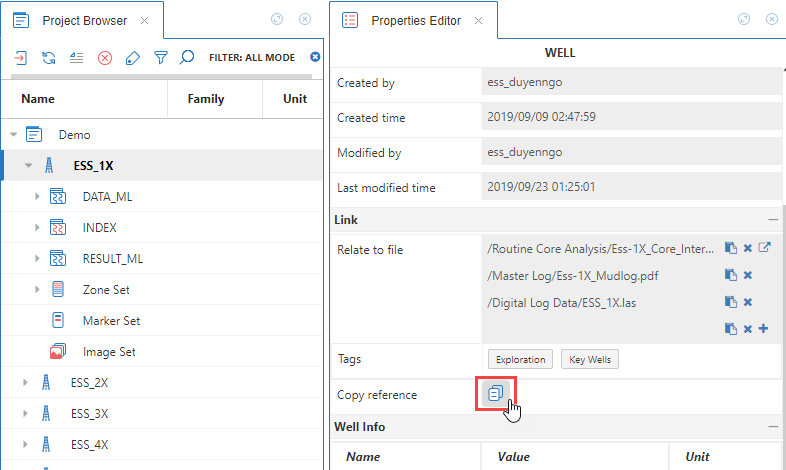 Project Browser
FILTER: ALL MODE
Name Family Unit
Demo
ESS_1X
DATA_ML
INDEX
RESULT_ML
Zone Set
Marker Set
Image Set
ESS_2X
ESS_3X
ESS_4X
Properties Editor
WELL
Created by ess_duyenngo
Created time 2019/09/09 02:47:59
Modified by ess_duyenngo
Last modified time 2019/09/23 01:25:01
Link
Relate to file /Routine Core Analysis/Ess-1X_Core_Inter...
/Master Log/Ess-1X_Mudlog.pdf
/Digital Log Data/ESS_1X.las
Tags Exploration Key Wells
Copy reference
Well Info
Name Value Unit